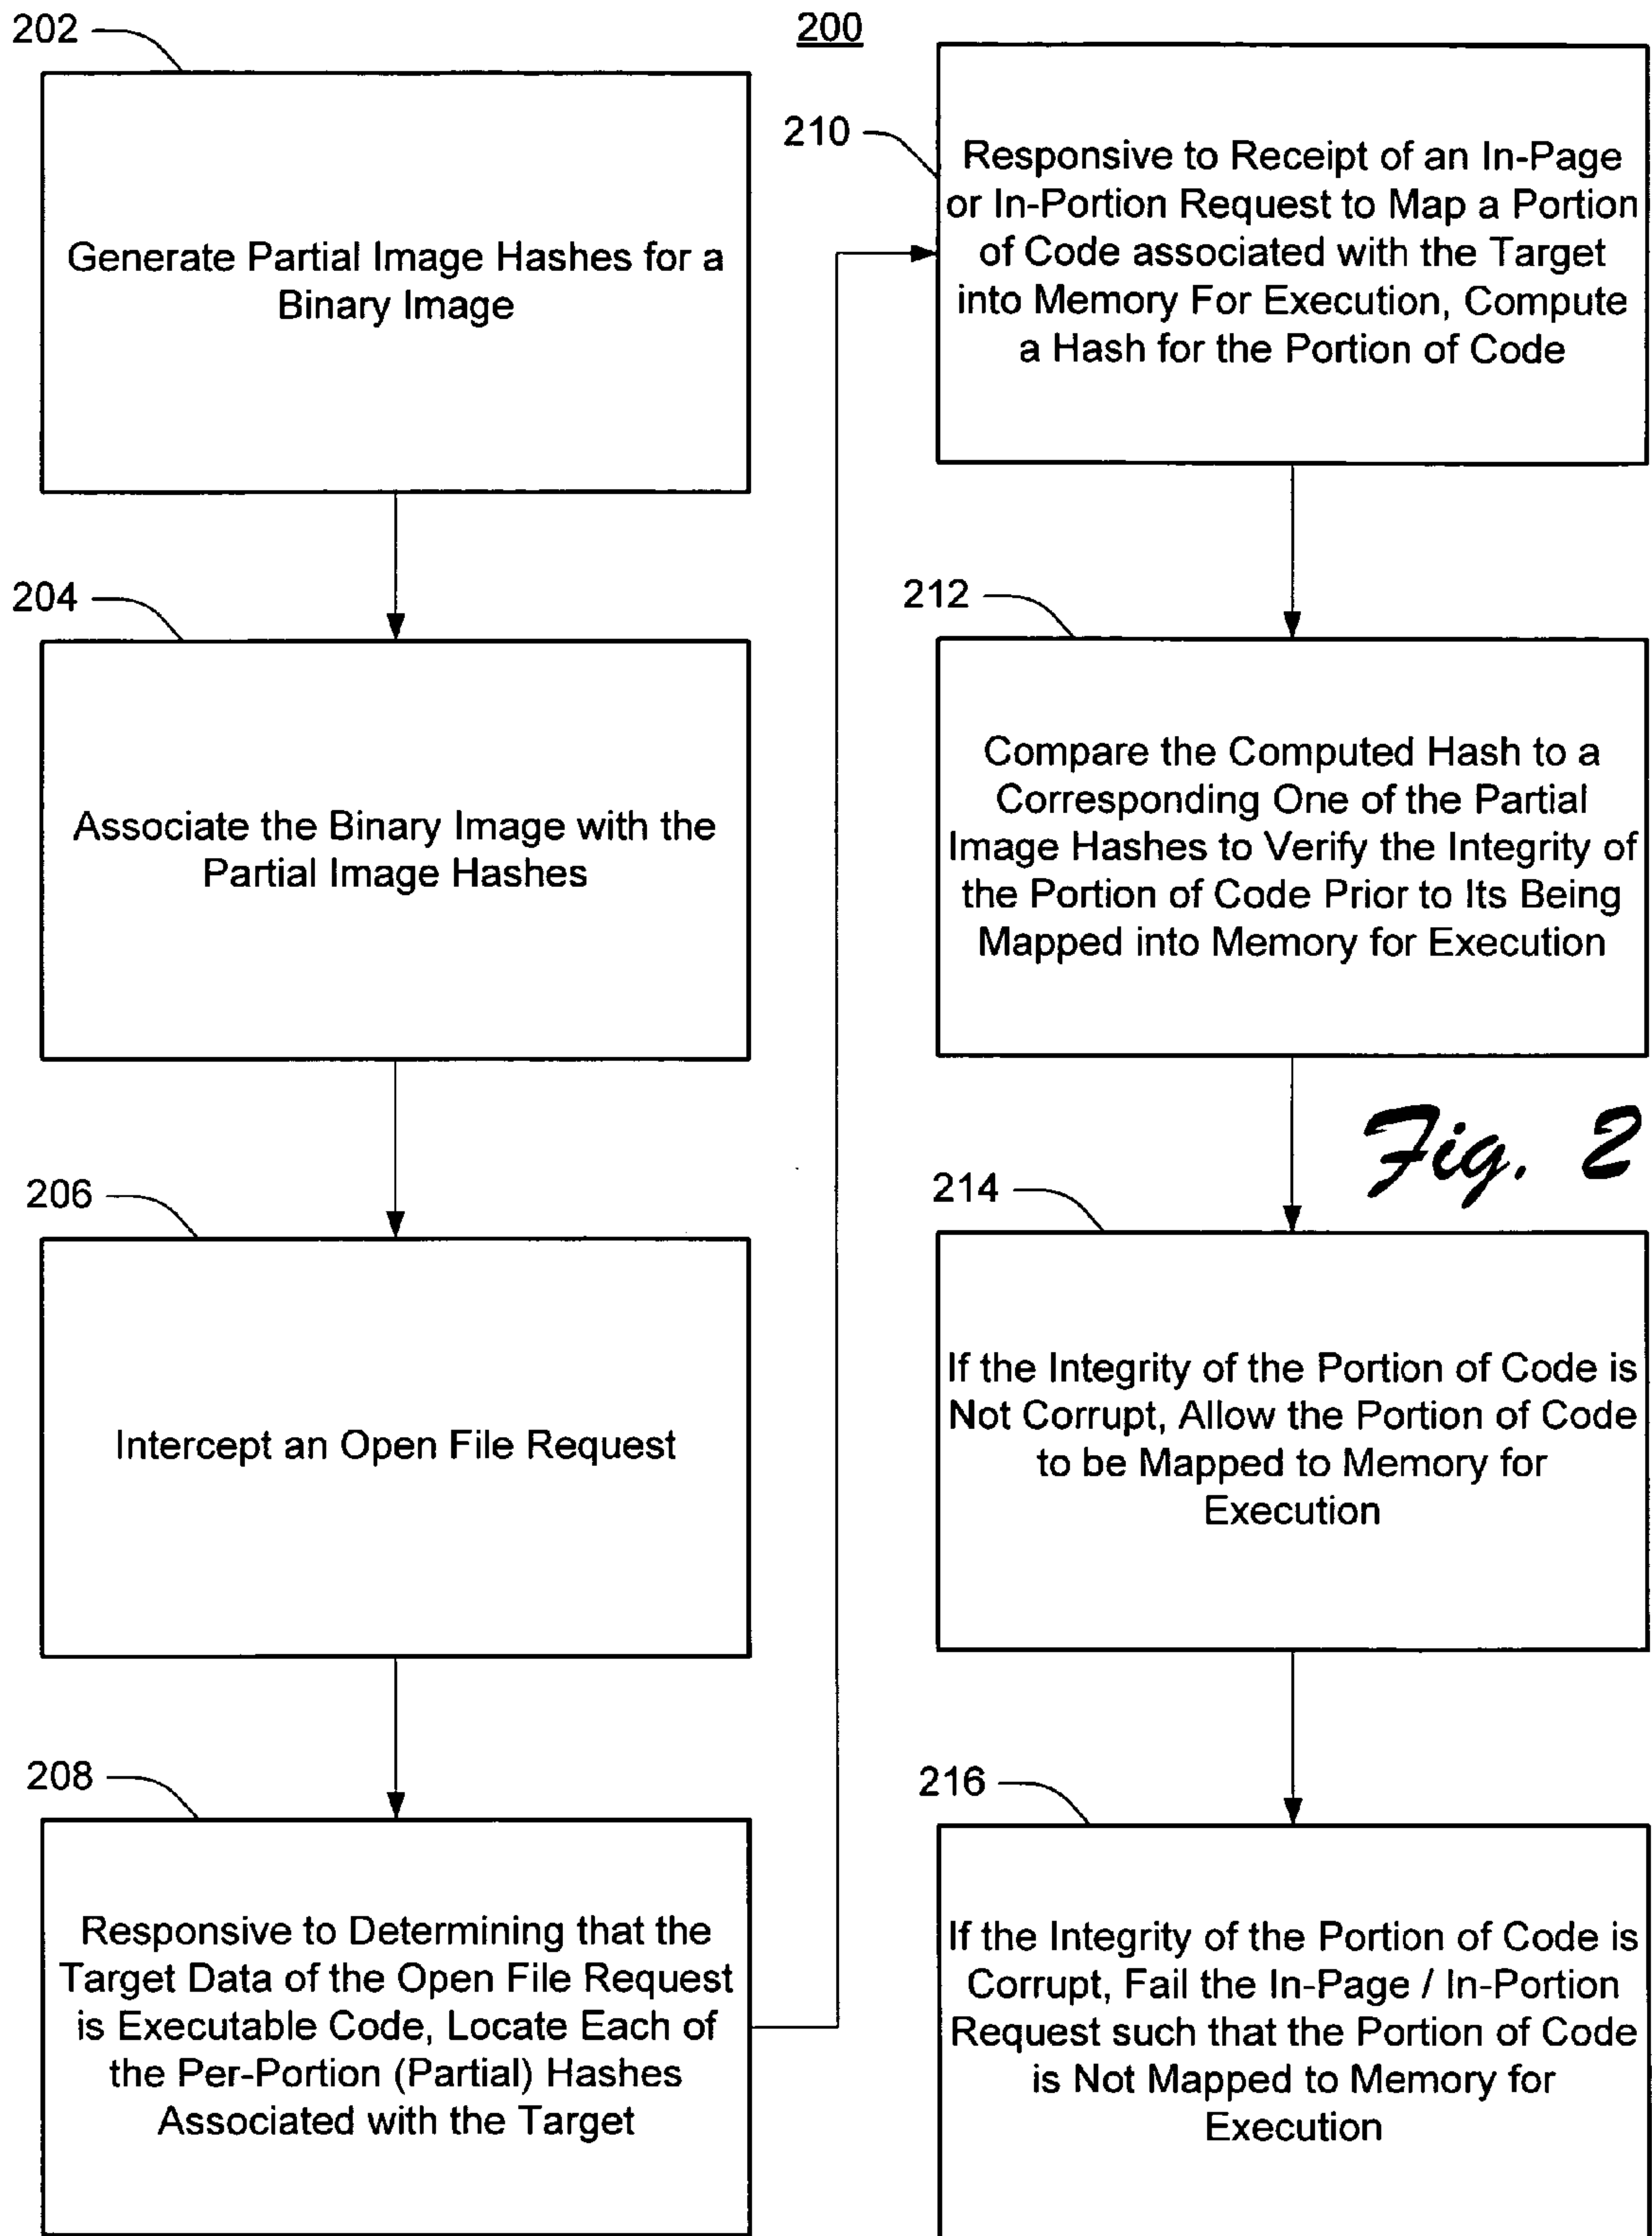 200
202
Generate Partial Image Hashes for a
Binary Image
204
Associate the Binary Image with the
Partial Image Hashes
206
Intercept an Open File Request
208
Responsive to Determining that the
Target Data of the Open File Request
is Executable Code, Locate Each of
the Per-Portion (Partial) Hashes
Associated with the Target
210
Responsive to Receipt of an In-Page
or In-Portion Request to Map a Portion
of Code associated with the Target
into Memory For Execution, Compute
a Hash for the Portion of Code
212
Compare the Computed Hash to a
Corresponding One of the Partial
Image Hashes to Verify the Integrity of
the Portion of Code Prior to Its Being
Mapped into Memory for Execution
Fig. 2
214
If the Integrity of the Portion of Code is
Not Corrupt, Allow the Portion of Code
to be Mapped to Memory for
Execution
216
If the Integrity of the Portion of Code is
Corrupt, Fail the In-Page / In-Portion
Request such that the Portion of Code
is Not Mapped to Memory for
Execution